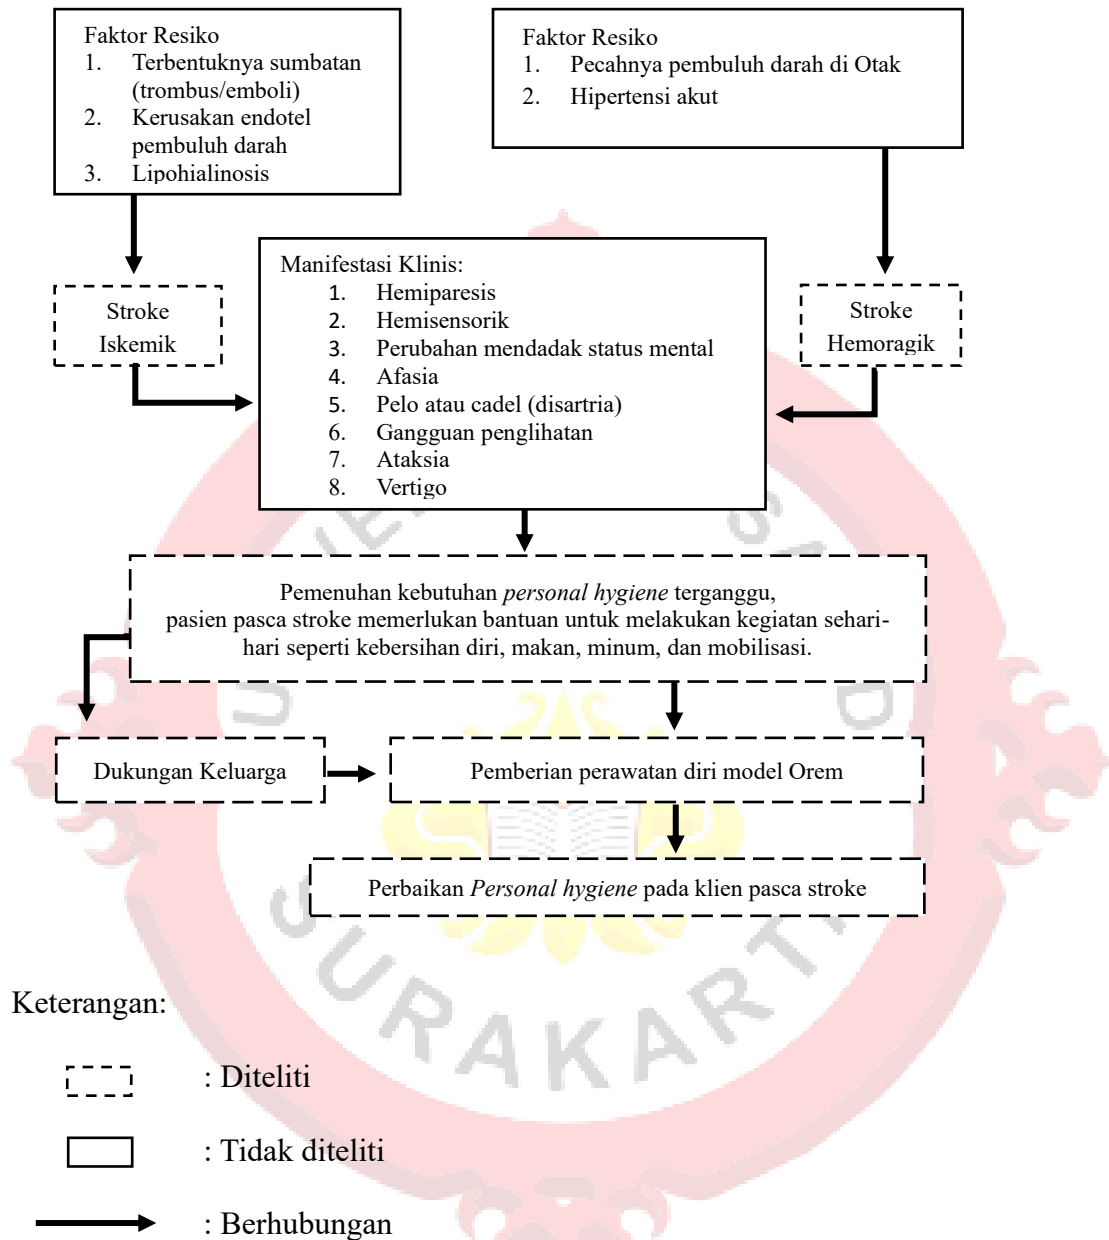 Faktor Resiko
1. Terbentuknya sumbatan
(trombus/emboli)
2. Kerusakan endotel
pembuluh darah
3. Lipohialinosis
Faktor Resiko
1. Pecahnya pembuluh darah di Otak
2. Hipertensi akut
Stroke
Iskemik
Manifestasi Klinis:
1. Hemiparesis
2. Hemisensorik
3. Perubahan mendadak status mental
4. Afasia
5. Pelo atau cadel (disartria)
6. Gangguan penglihatan
7. Ataksia
8. Vertigo
Stroke
Hemoragik
Pemenuhan kebutuhan personal hygiene terganggu,
pasien pasca stroke memerlukan bantuan untuk melakukan kegiatan sehari-
hari seperti kebersihan diri, makan, minum, dan mobilisasi.
Dukungan Keluarga
Pemberian perawatan diri model Orem
Perbaikan Personal hygiene pada klien pasca stroke
SURAKARTA
Keterangan:
: Diteliti
: Tidak diteliti
: Berhubungan